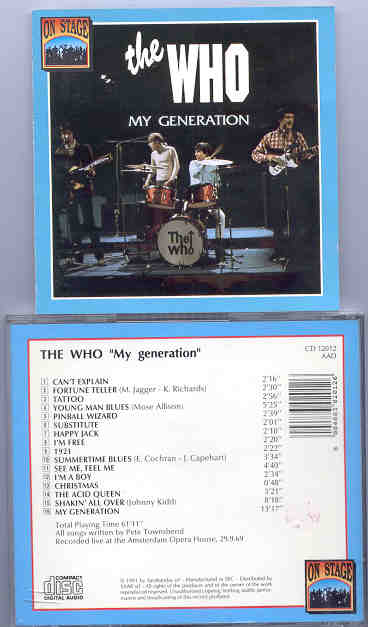 ON STAGE
the WHO
MY GENERATION
The Who
THE WHO "My generation"
CD 12012
AAD
1 CAN'T EXPLAIN 2'16"
2 FORTUNE TELLER (M. Jagger - K. Richards) 2'30"
3 TATTOO 2'56"
4 YOUNG MAN BLUES (Mose Allison) 5'25"
5 PINBALL WIZARD 2'39"
6 SUBSTITUTE 2'01"
7 HAPPY JACK 2'10"
8 I'M FREE 2'20"
9 1921 2'22"
10 SUMMERTIME BLUES (E. Cochran - J. Capehart) 3'34"
11 SEE ME, FEEL ME 4'40"
12 I'M A BOY 2'34"
13 CHRISTMAS 0'48"
14 THE ACID QUEEN 3'21"
15 SHAKIN' ALL OVER (Johnny Kidd) 8'18"
16 MY GENERATION 13'17"
Total Playing Time 61'11"
All songs written by Pete Townshend
Recorded live at the Amsterdam Opera House, 29.9.69
COMPACT
disc
DIGITAL AUDIO
ON STAGE